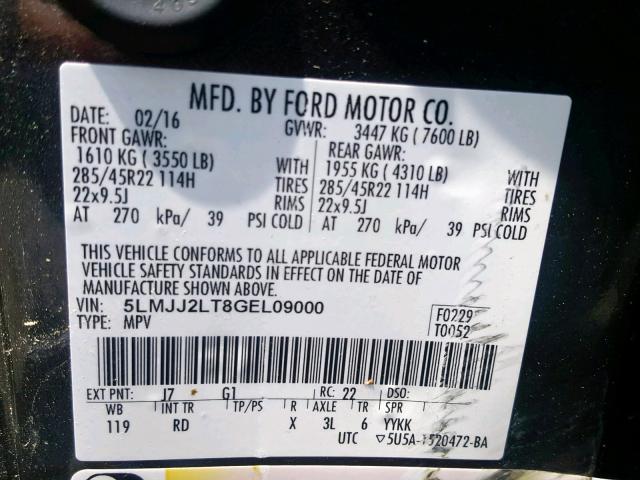 MFD. BY FORD MOTOR CO.
DATE: 02/16 GVWR: 3447 KG ( 7600 LB)
FRONT GAWR: REAR GAWR:
1610 KG ( 3550 LB) WITH 1955 KG ( 4310 LB) WITH
285/45R22 114H TIRES 285/45R22 114H TIRES
22x9.5J RIMS 22x9.5J RIMS
AT 270 kPa/ 39 PSI COLD AT 270 kPa/ 39 PSI COLD
THIS VEHICLE CONFORMS TO ALL APPLICABLE FEDERAL MOTOR
VEHICLE SAFETY STANDARDS IN EFFECT ON THE DATE OF
MANUFACTURE SHOWN ABOVE.
VIN: 5LMJJ2LT8GEL09000
TYPE: MPV
F0229
T0052
EXT PNT: J7 G1 RC: 22 DSO:
WB INT TR TP/PS R AXLE TR SPR
119 RD X 3L 6 YYKK
UTC ▽5U5A-1520472-BA